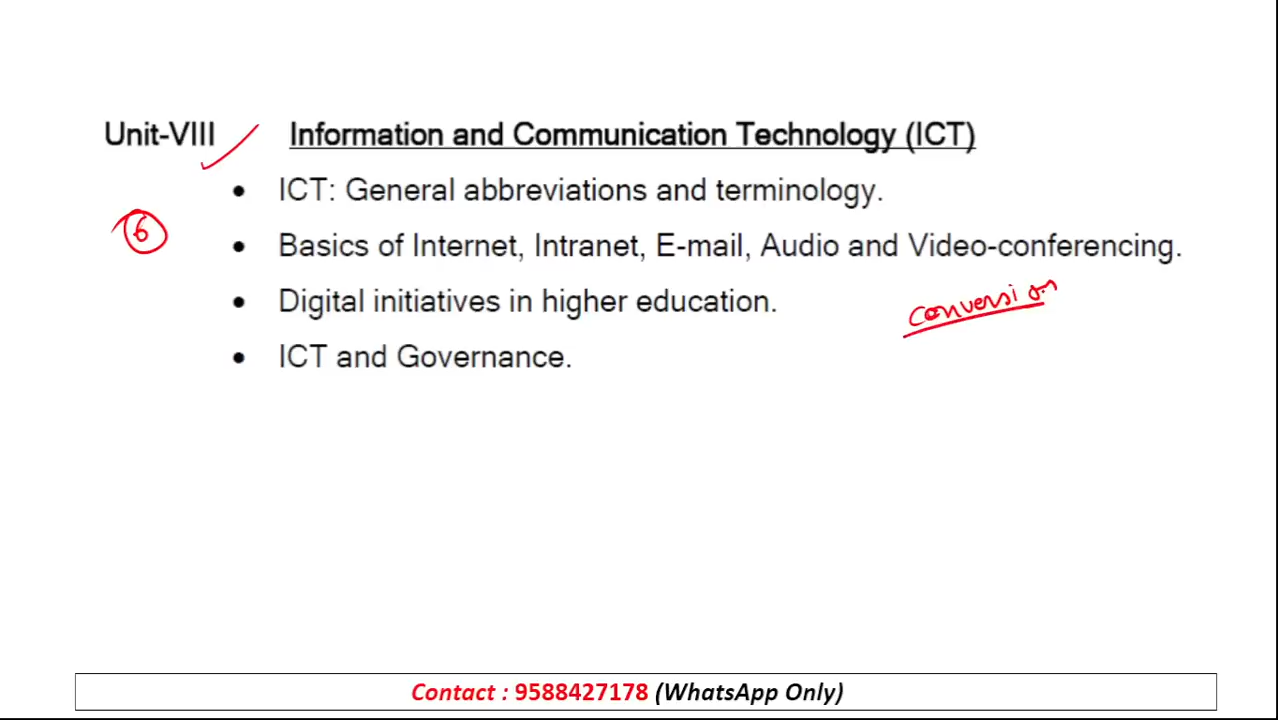 Unit-VIII Information and Communication Technology (ICT)
• ICT: General abbreviations and terminology.
6
• Basics of Internet, Intranet, E-mail, Audio and Video-conferencing.
• Digital initiatives in higher education.
conversion
• ICT and Governance.
Contact : 9588427178 (WhatsApp Only)